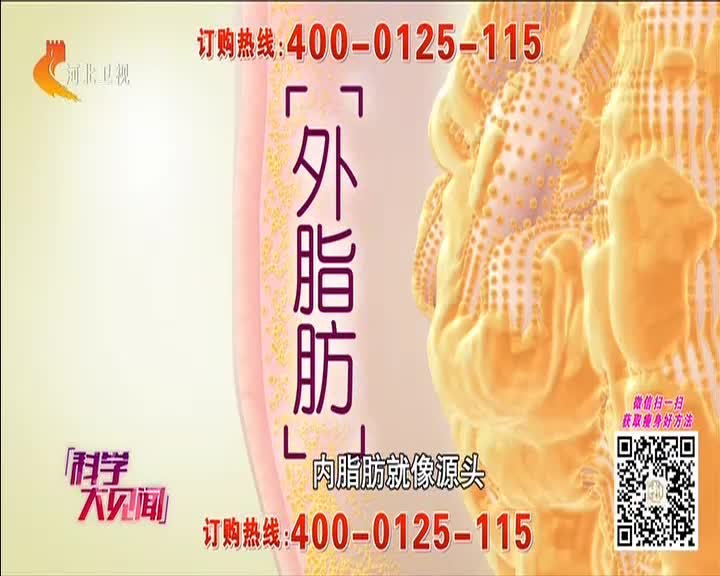 订购热线:400-0125-115
河北卫视
外脂肪
微信扫一扫
获取瘦身好方法
内脂肪就像源头
「科学
大见闻」
订购热线:400-0125-115